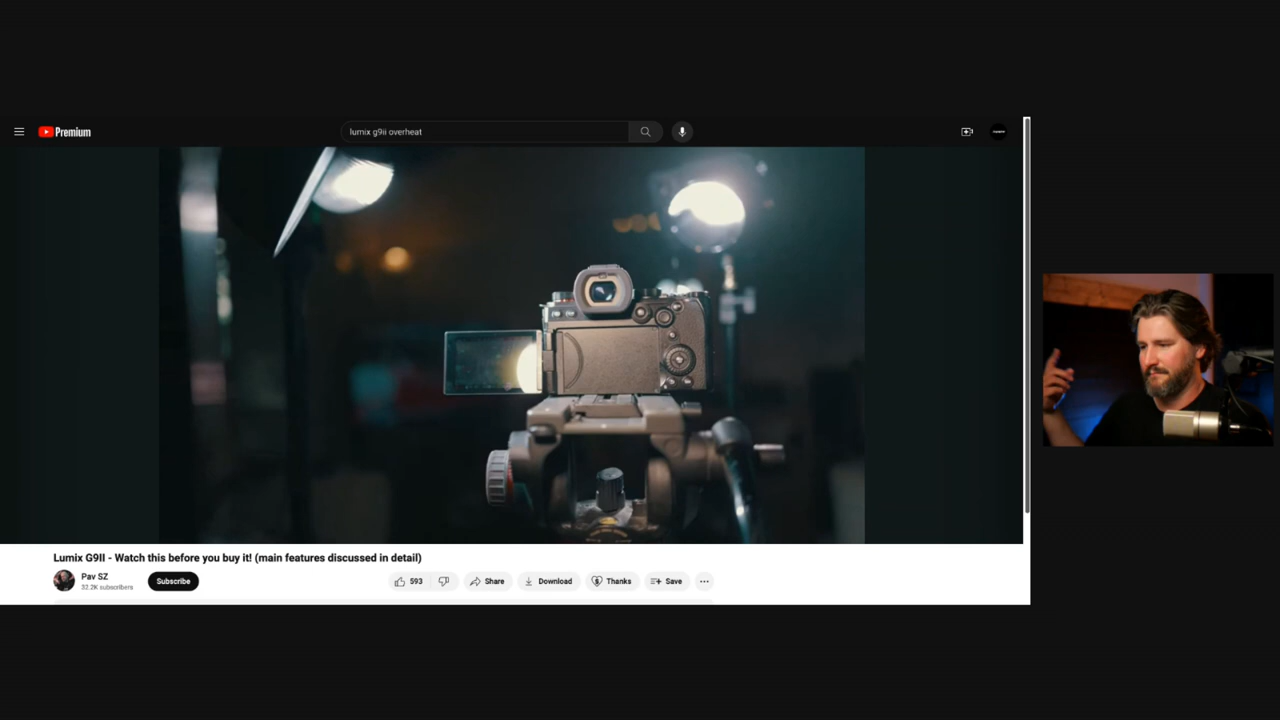 Premium
lumix g9ii overheat
Lumix G9II - Watch this before you buy it! (main features discussed in detail)
Pav SZ
32.2K subscribers
Subscribe
593
Share
Download
Thanks
Save